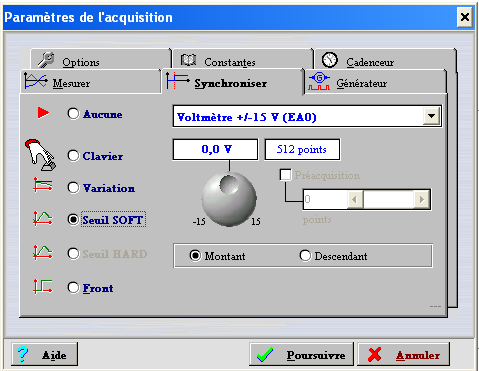 Paramètres de l'acquisition
Options
Constantes
Cadenceur
Mesurer
Synchroniser
Générateur
Aucune
Voltmètre +/-15 V (EA0)
Clavier
0,0 V
512 points
Variation
Préacquisition
0
Seuil SOFT
-15
15
points
Seuil HARD
Montant
Descendant
Front
---
? Aide
Poursuivre
Annuler